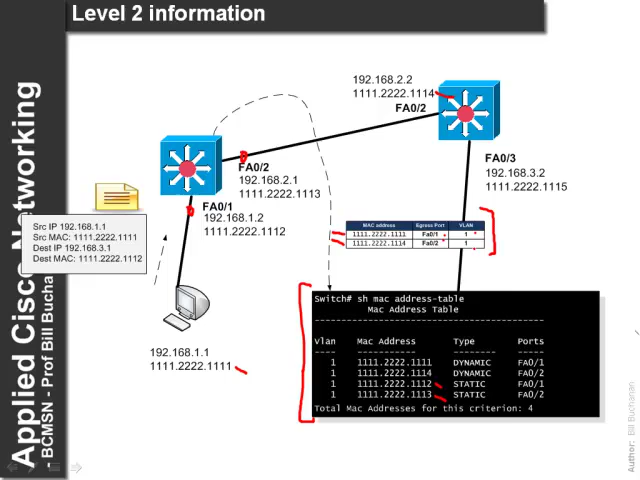 Level 2 information
Applied Cisco Networking
- BCMSN - Prof Bill Bucha
192.168.2.2
1111.2222.1114
FA0/2
FA0/3
192.168.3.2
1111.2222.1115
FA0/2
192.168.2.1
1111.2222.1113
FA0/1
192.168.1.2
1111.2222.1112
Src IP 192.168.1.1
Src MAC: 1111.2222.1111
Dest IP 192.168.3.1
Dest MAC: 1111.2222.1112
MAC address Egress Port VLAN
1111.2222.1111 Fa0/1 1
1111.2222.1114 Fa0/2 1
192.168.1.1
1111.2222.1111
Switch# sh mac address-table
Mac Address Table
-------------------------------------------
Vlan Mac Address Type Ports
---- ----------- -------- -----
1 1111.2222.1111 DYNAMIC FA0/1
1 1111.2222.1114 DYNAMIC FA0/2
1 1111.2222.1112 STATIC FA0/1
1 1111.2222.1113 STATIC FA0/2
Total Mac Addresses for this criterion: 4
Author: Bill Buchanan